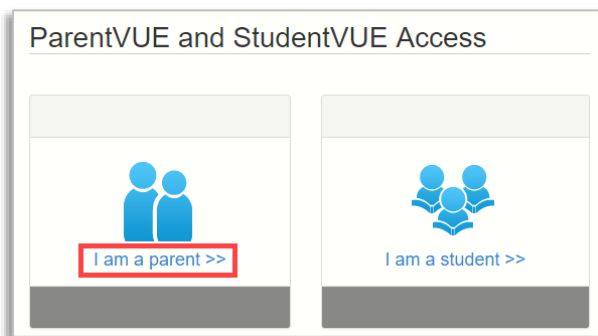 ParentVUE and StudentVUE Access
I am a parent >>
I am a student >>